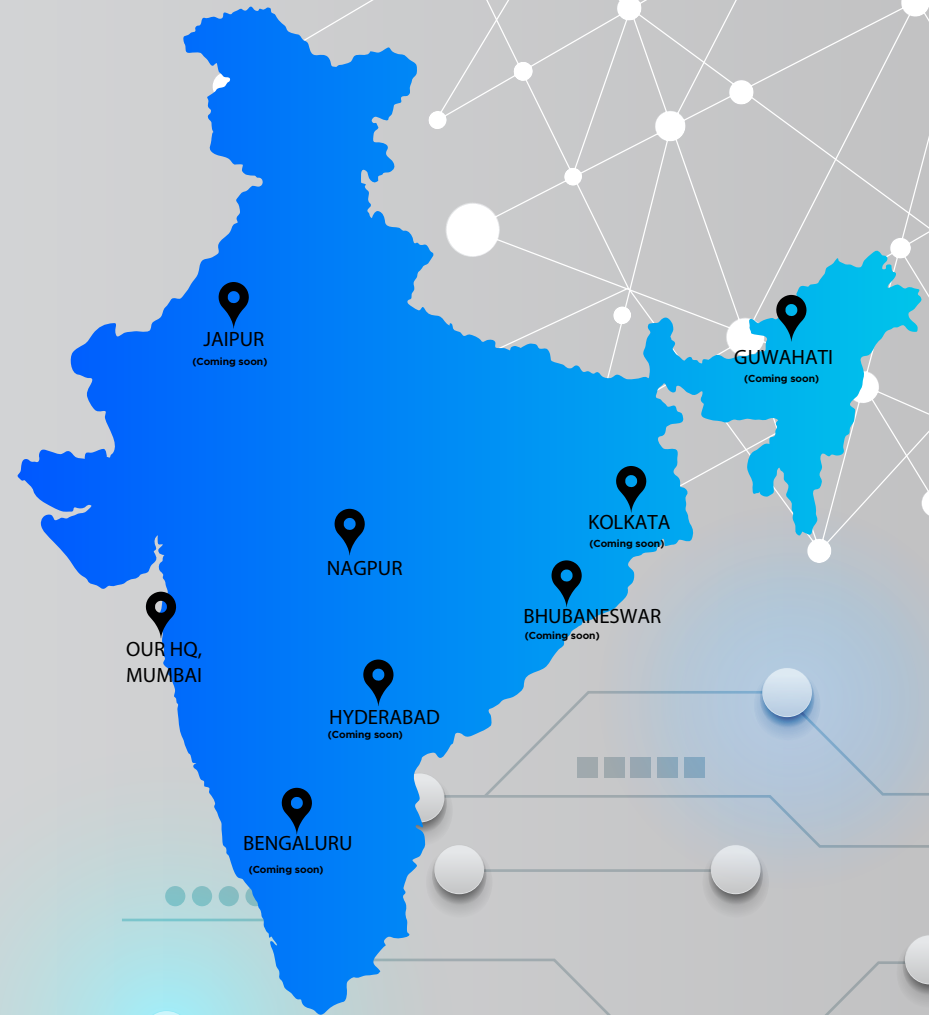 JAIPUR
(Coming soon)
GUWAHATI
(Coming soon)
KOLKATA
(Coming soon)
NAGPUR
BHUBANESWAR
(Coming soon)
OUR HQ,
MUMBAI
HYDERABAD
(Coming soon)
BENGALURU
(Coming soon)